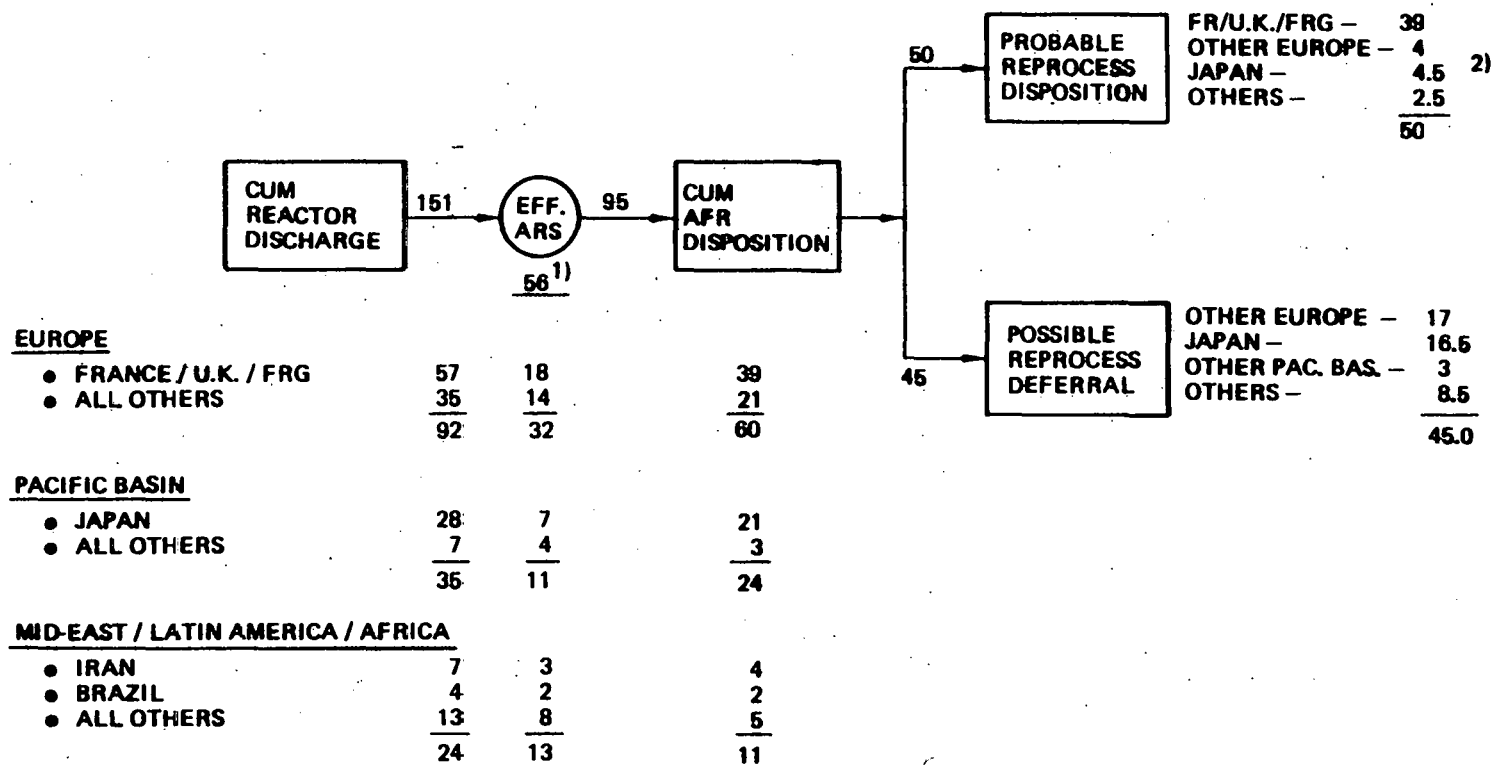 FR/U.K./FRG – 39
OTHER EUROPE – 4
JAPAN – 4.5 2)
OTHERS – 2.5
50
50
PROBABLE
REPROCESS
DISPOSITION
CUM
REACTOR
DISCHARGE
151
EFF.
ARS
56 1)
95
CUM
AFR
DISPOSITION
45
POSSIBLE
REPROCESS
DEFERRAL
OTHER EUROPE – 17
JAPAN – 16.5
OTHER PAC. BAS. – 3
OTHERS – 8.5
45.0
EUROPE
• FRANCE / U.K. / FRG 57 18 39
• ALL OTHERS 35 14 21
92 32 60
PACIFIC BASIN
• JAPAN 28 7 21
• ALL OTHERS 7 4 3
35 11 24
MID-EAST / LATIN AMERICA / AFRICA
• IRAN 7 3 4
• BRAZIL 4 2 2
• ALL OTHERS 13 8 5
24 13 11